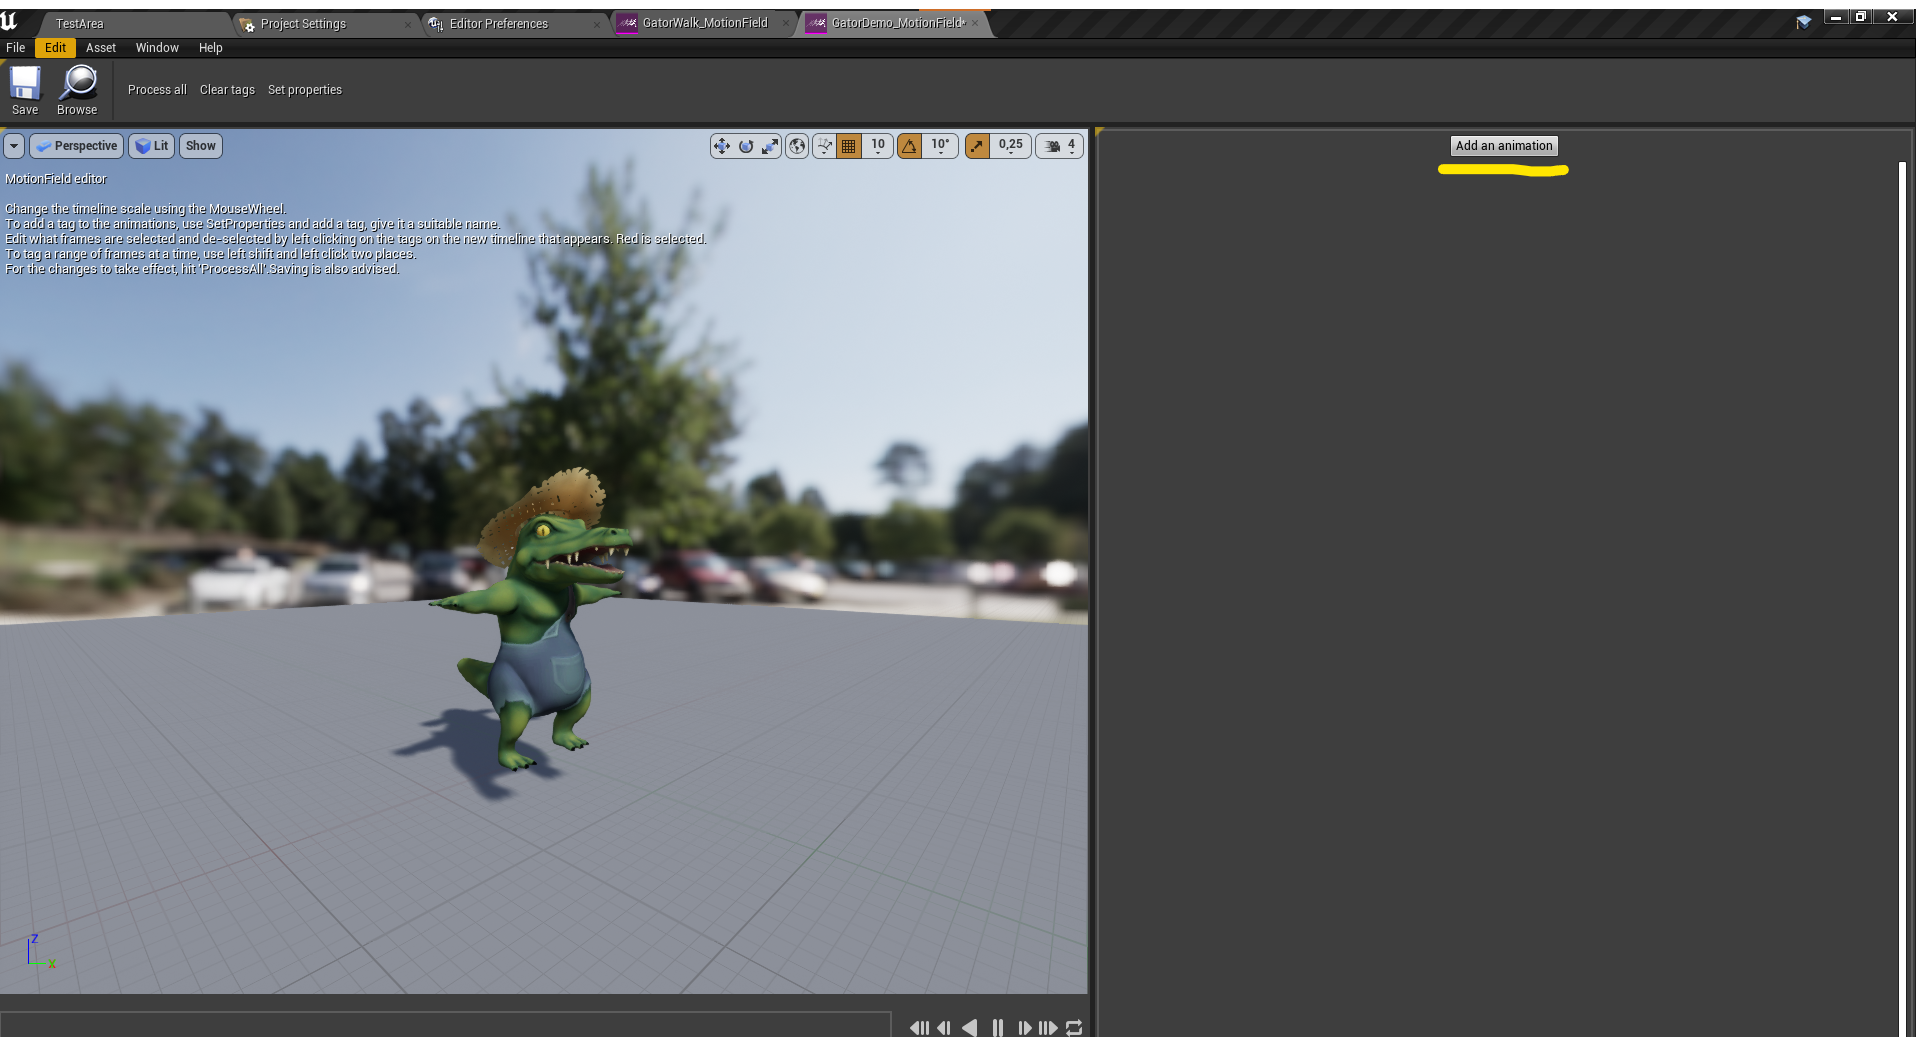 TestArea
Project Settings
Editor Preferences
GatorWalk_MotionField
GatorDemo_MotionField*
File Edit Asset Window Help
Save
Browse
Process all Clear tags Set properties
Perspective Lit Show
10 10° 0,25 4
Add an animation
MotionField editor
Change the timeline scale using the MouseWheel.
To add a tag to the animations, use SetProperties and add a tag, give it a suitable name.
Edit what frames are selected and de-selected by left clicking on the tags on the new timeline that appears. Red is selected.
To tag a range of frames at a time, use left shift and left click two places.
For the changes to take effect, hit 'ProcessAll'.Saving is also advised.
Z
X